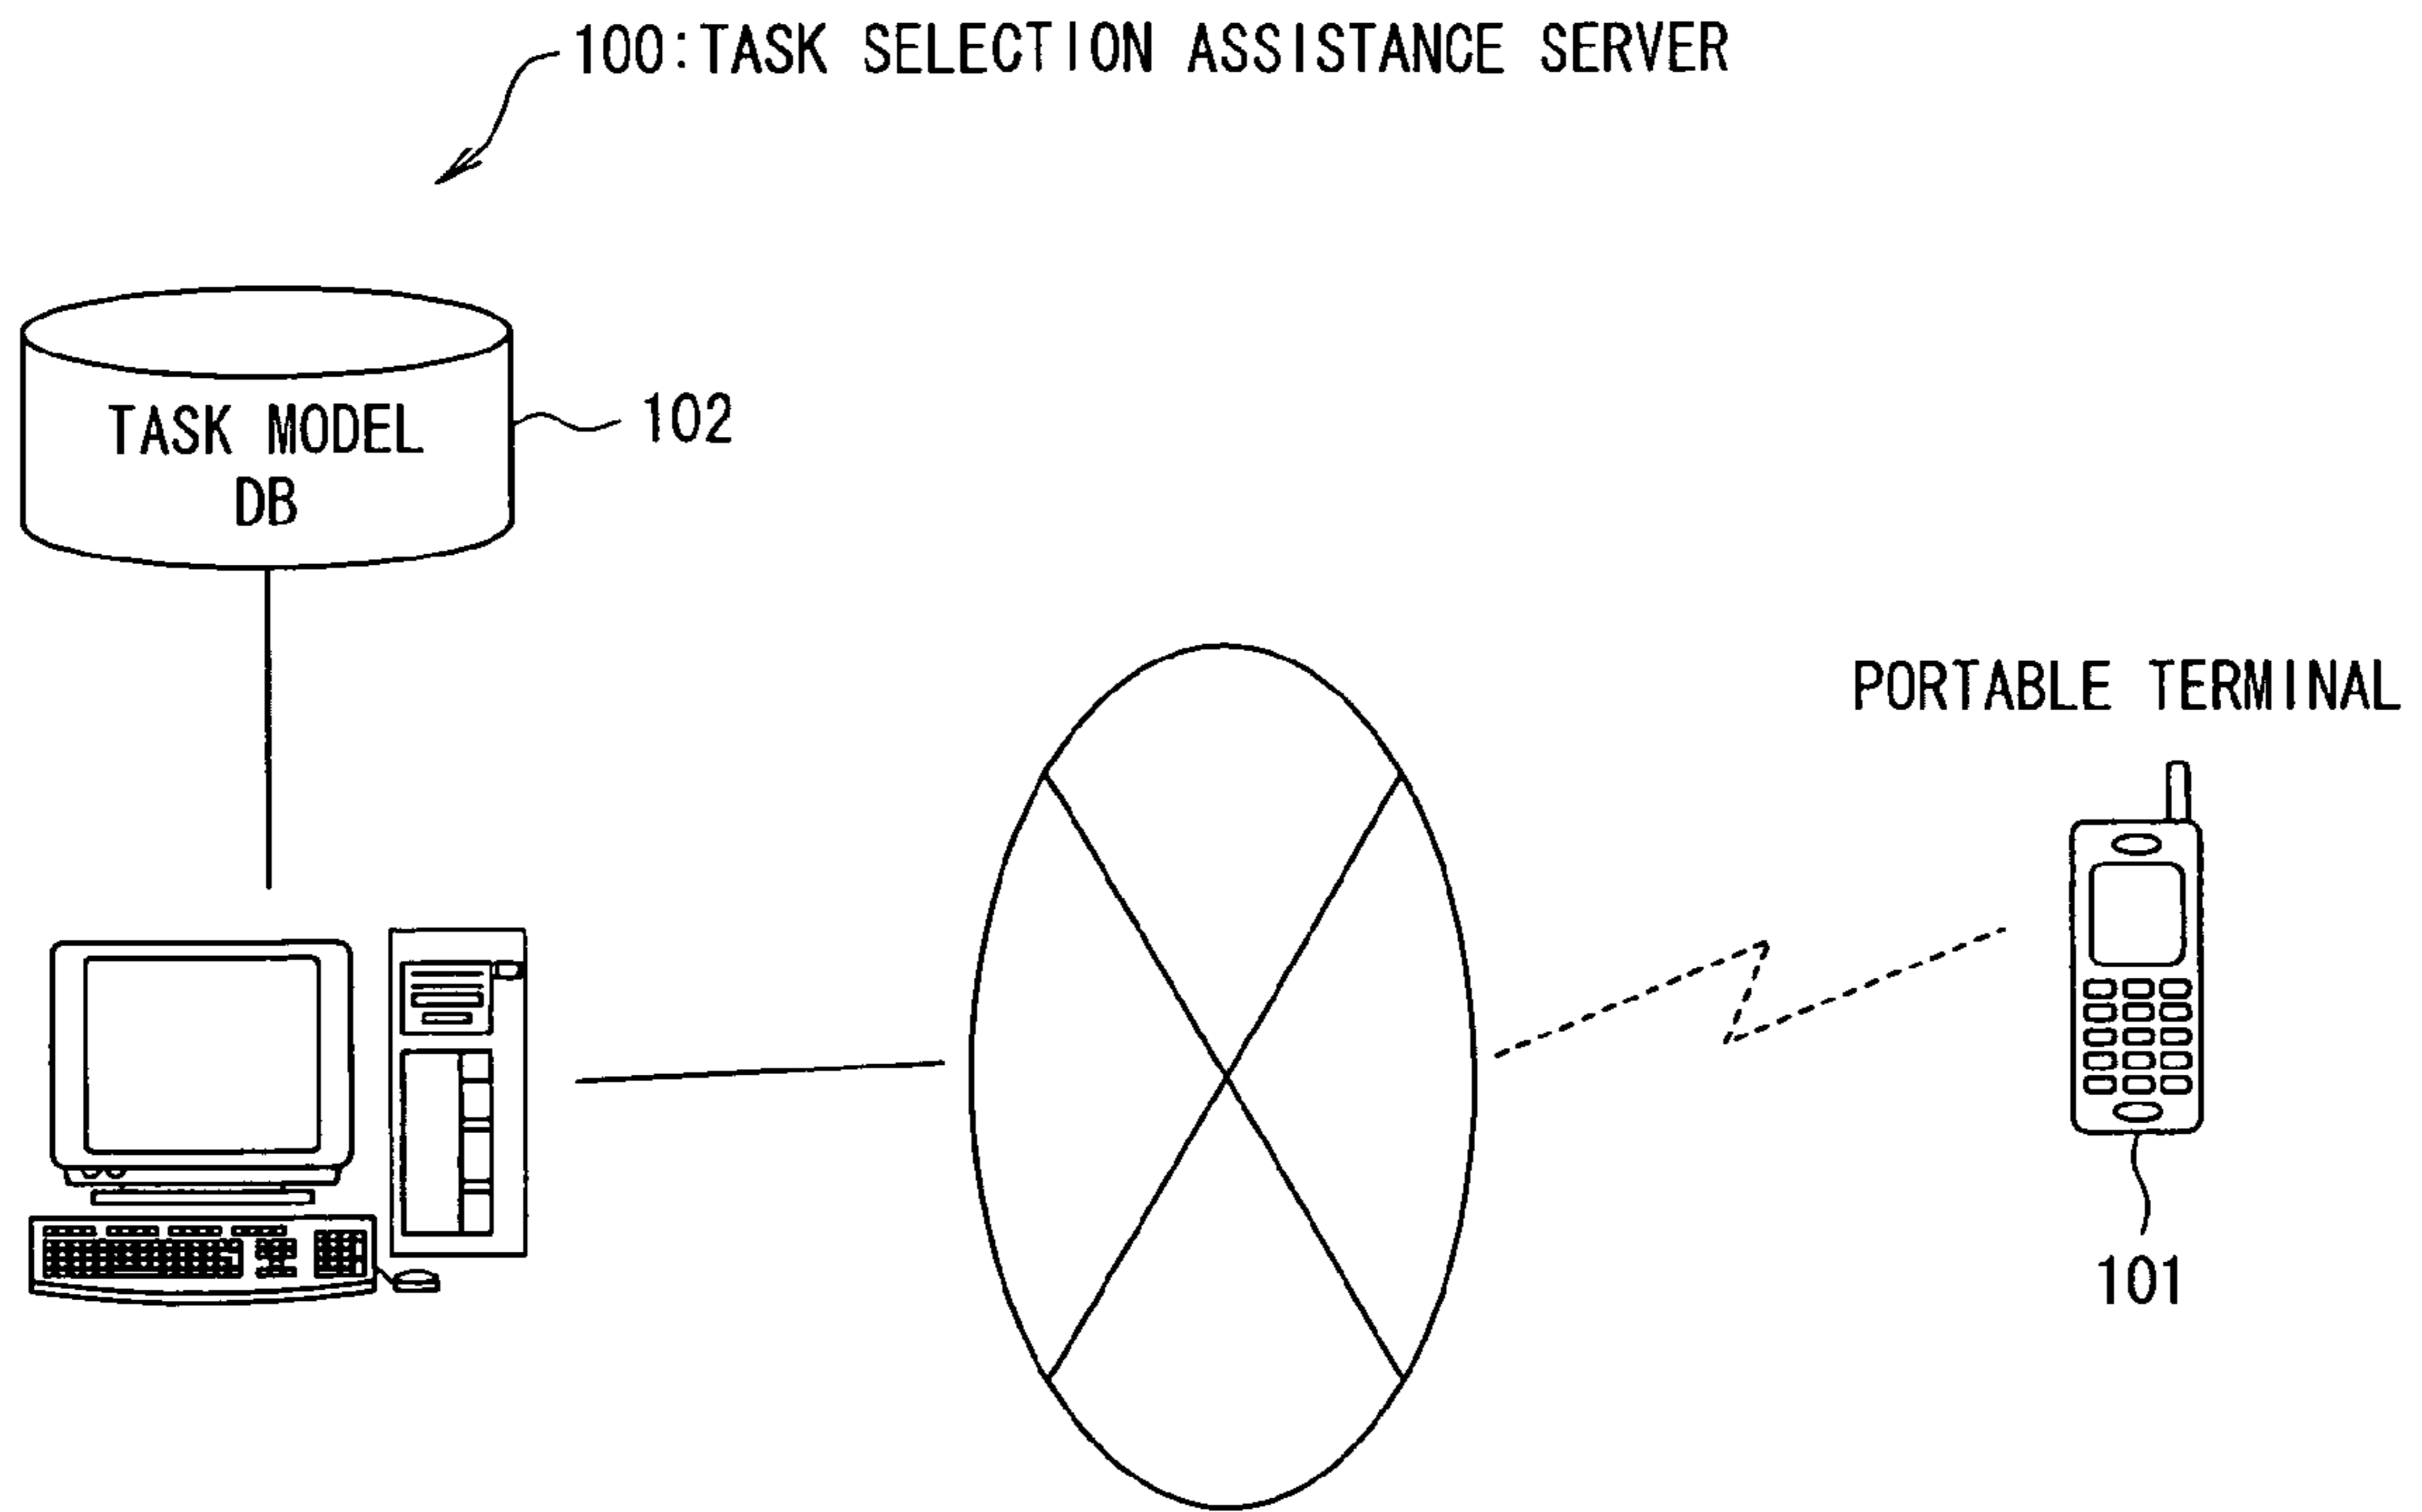 100:TASK SELECTION ASSISTANCE SERVER
TASK MODEL
DB
102
PORTABLE TERMINAL
101